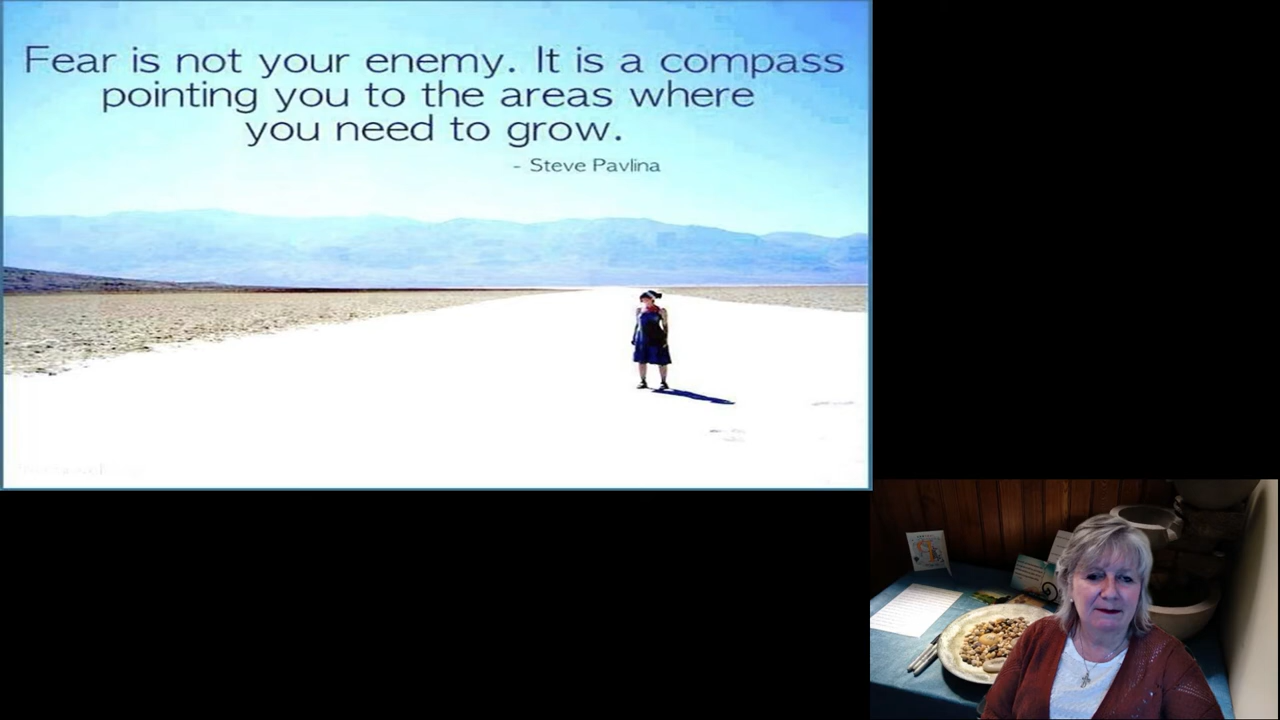 Fear is not your enemy. It is a compass
pointing you to the areas where
you need to grow.
- Steve Pavlina